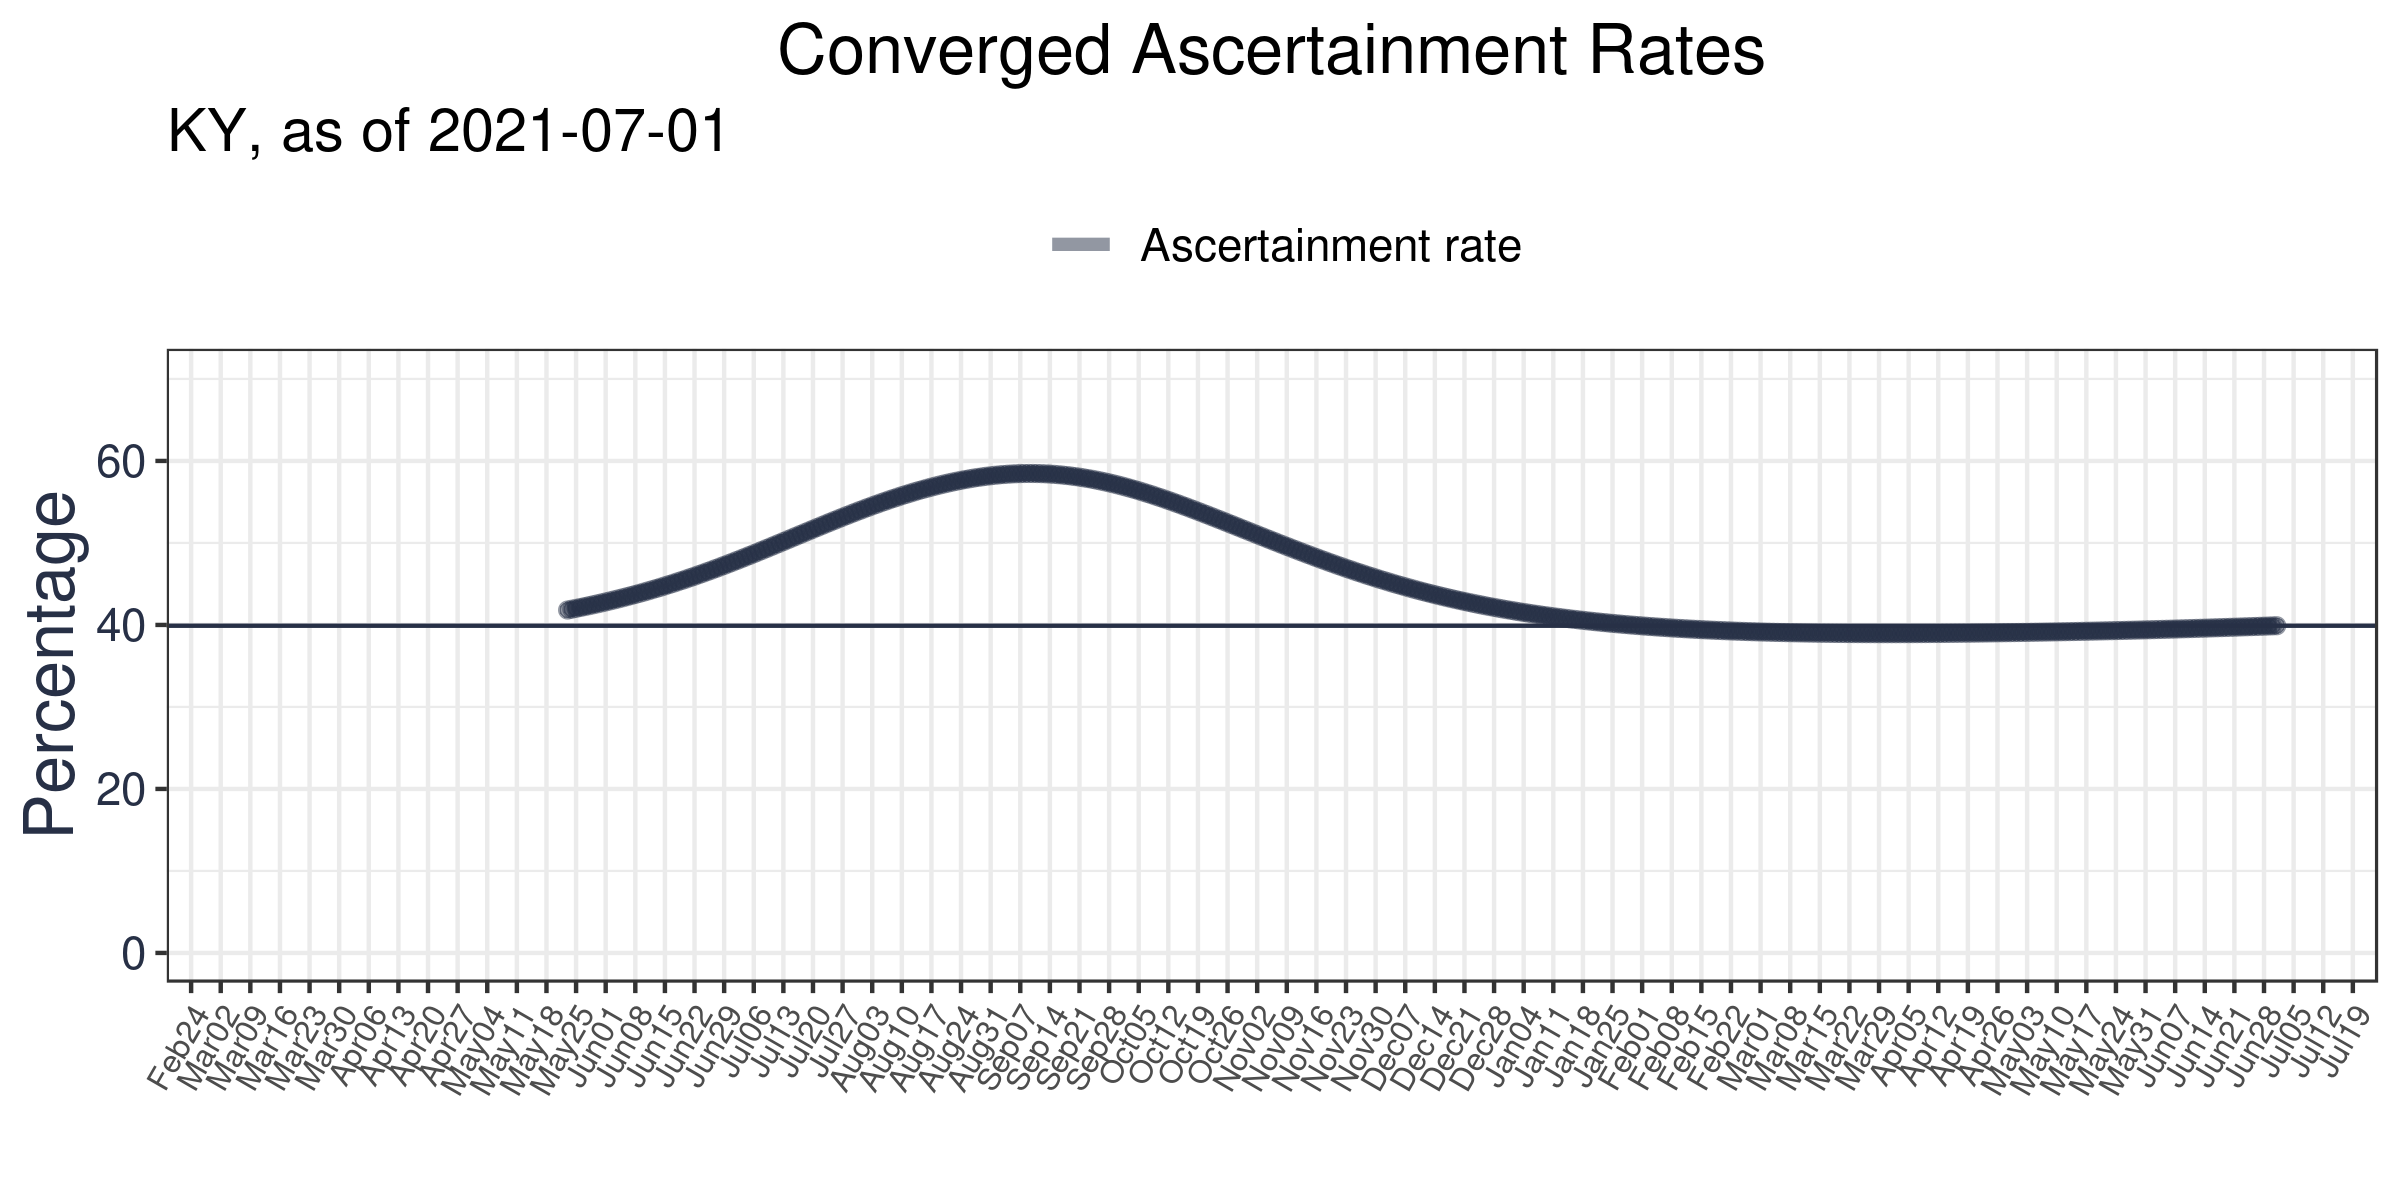 Converged Ascertainment Rates
KY, as of 2021-07-01
Ascertainment rate
Percentage
60
40
20
0
Feb24
Mar02
Mar09
Mar16
Mar23
Mar30
Apr06
Apr13
Apr20
Apr27
May04
May11
May18
May25
Jun01
Jun08
Jun15
Jun22
Jun29
Jul06
Jul13
Jul20
Jul27
Aug03
Aug10
Aug17
Aug24
Aug31
Sep07
Sep14
Sep21
Sep28
Oct05
Oct12
Oct19
Oct26
Nov02
Nov09
Nov16
Nov23
Nov30
Dec07
Dec14
Dec21
Dec28
Jan04
Jan11
Jan18
Jan25
Feb01
Feb08
Feb15
Feb22
Mar01
Mar08
Mar15
Mar22
Mar29
Apr05
Apr12
Apr19
Apr26
May03
May10
May17
May24
May31
Jun07
Jun14
Jun21
Jun28
Jul05
Jul12
Jul19